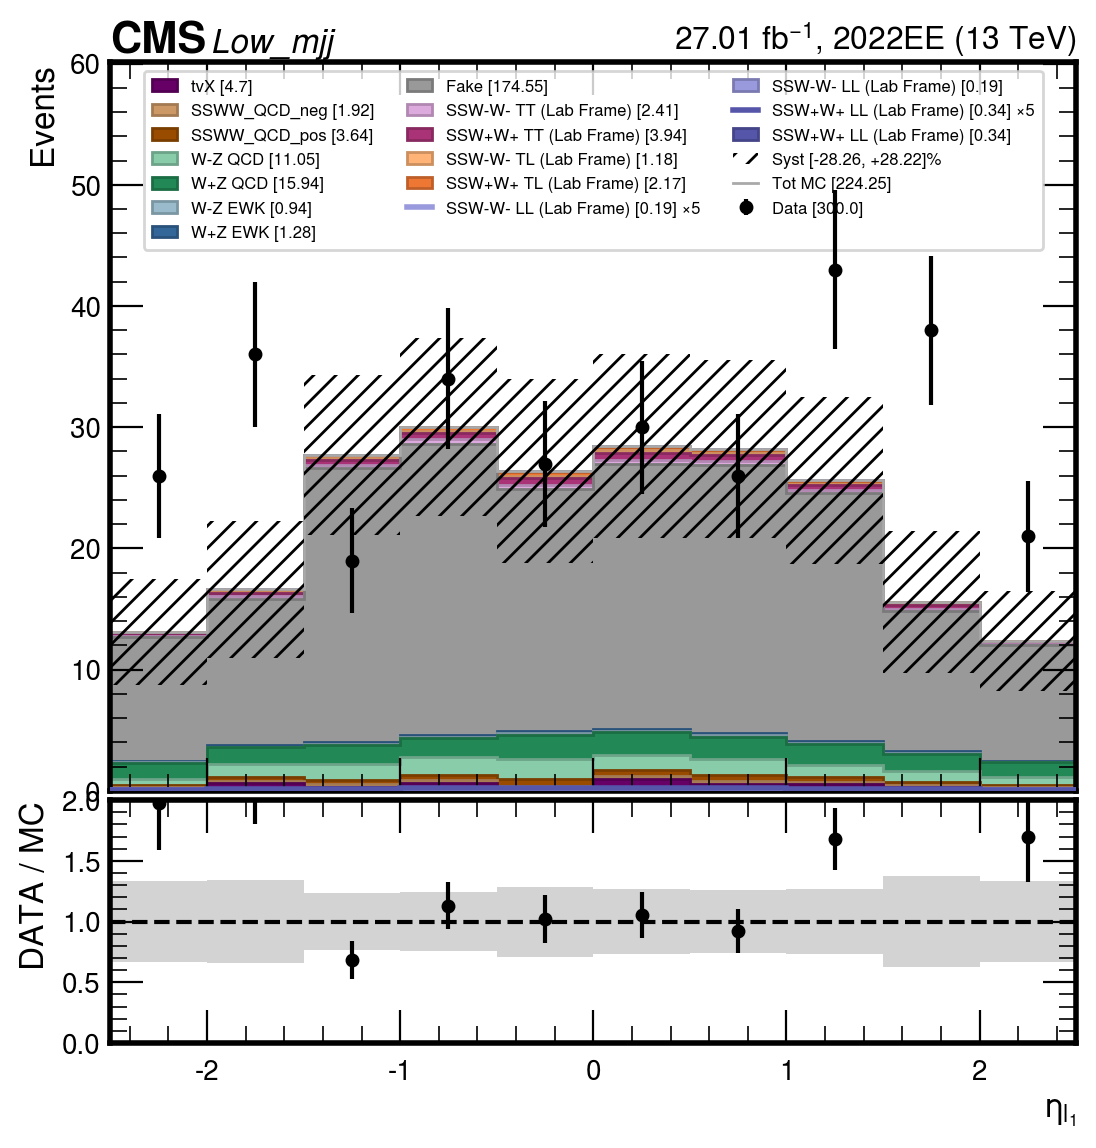 CMS Low_mjj 27.01 fb⁻¹, 2022EE (13 TeV)
Events
60
50
40
30
20
10
0
tvX [4.7]
SSWW_QCD_neg [1.92]
SSWW_QCD_pos [3.64]
W-Z QCD [11.05]
W+Z QCD [15.94]
W-Z EWK [0.94]
W+Z EWK [1.28]
Fake [174.55]
SSW-W- TT (Lab Frame) [2.41]
SSW+W+ TT (Lab Frame) [3.94]
SSW-W- TL (Lab Frame) [1.18]
SSW+W+ TL (Lab Frame) [2.17]
SSW-W- LL (Lab Frame) [0.19] ×5
SSW-W- LL (Lab Frame) [0.19]
SSW+W+ LL (Lab Frame) [0.34] ×5
SSW+W+ LL (Lab Frame) [0.34]
Syst [-28.26, +28.22]%
Tot MC [224.25]
Data [300.0]
DATA / MC
2.0
1.5
1.0
0.5
0.0
-2 -1 0 1 2
η_l₁